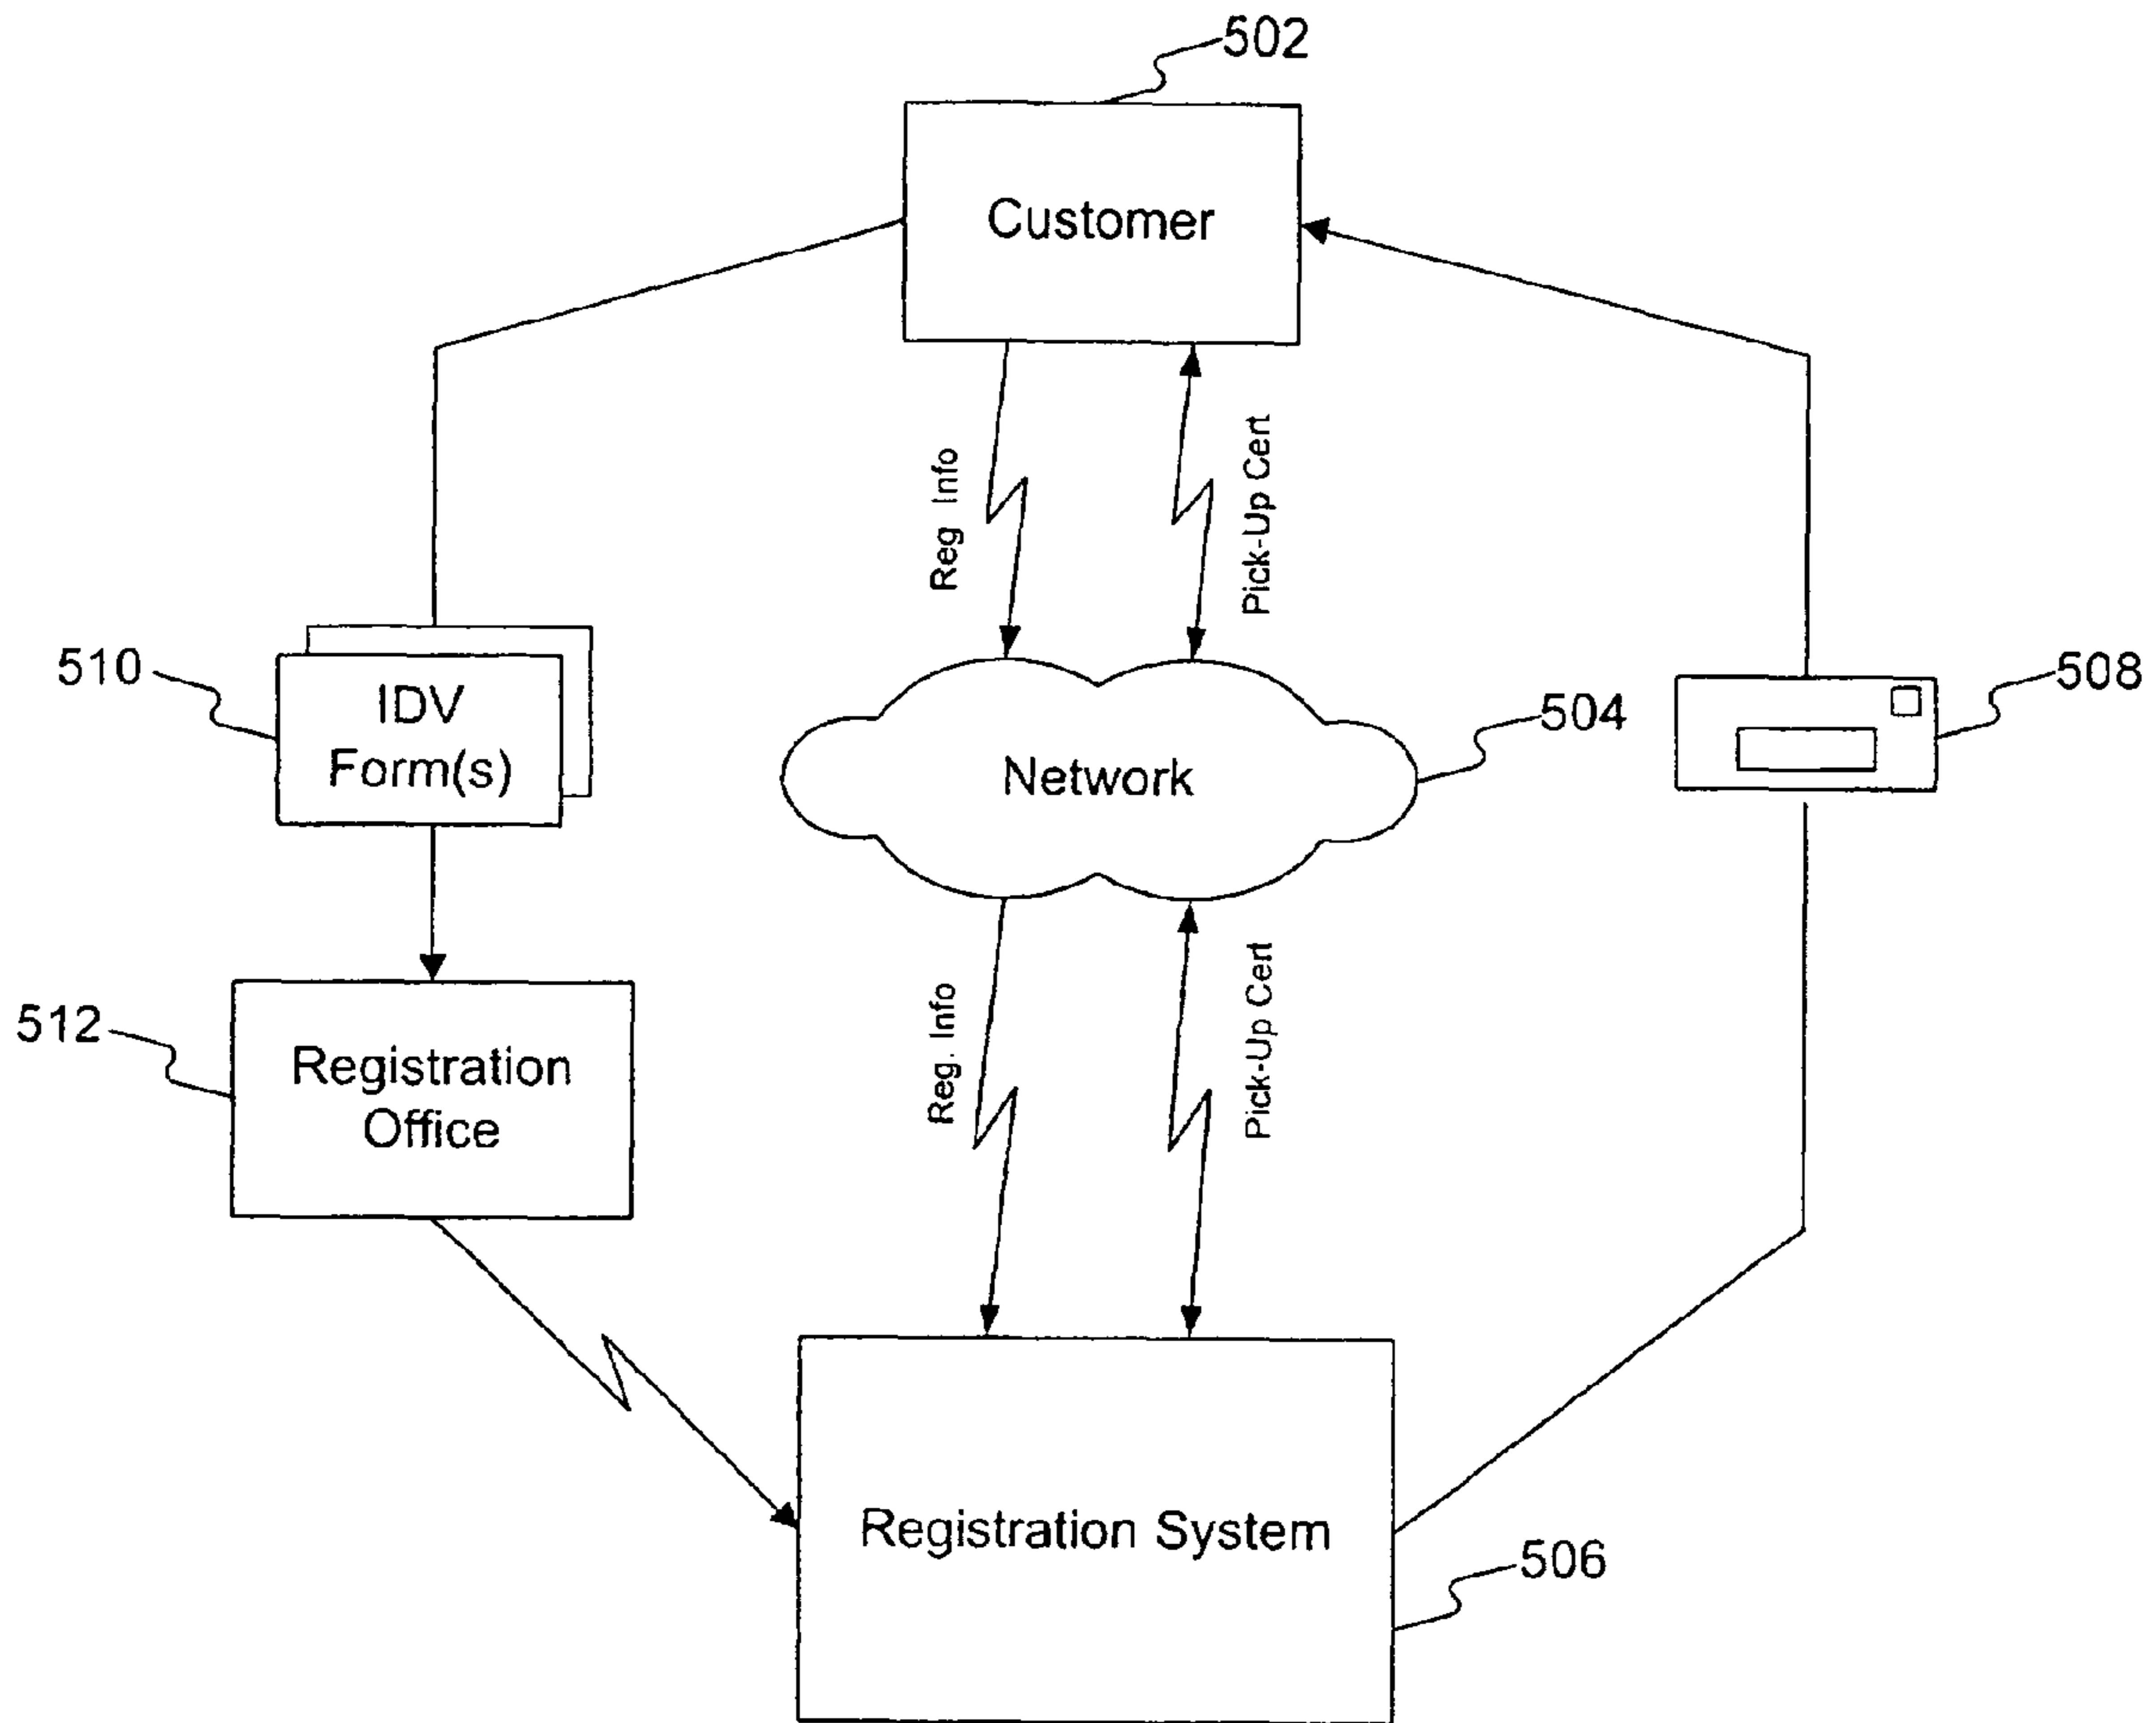 502
Customer
Reg Info
Pick-Up Cert
510
IDV
Form(s)
Network
504
508
512
Registration
Office
Reg. Info
Pick-Up Cert
Registration System
506